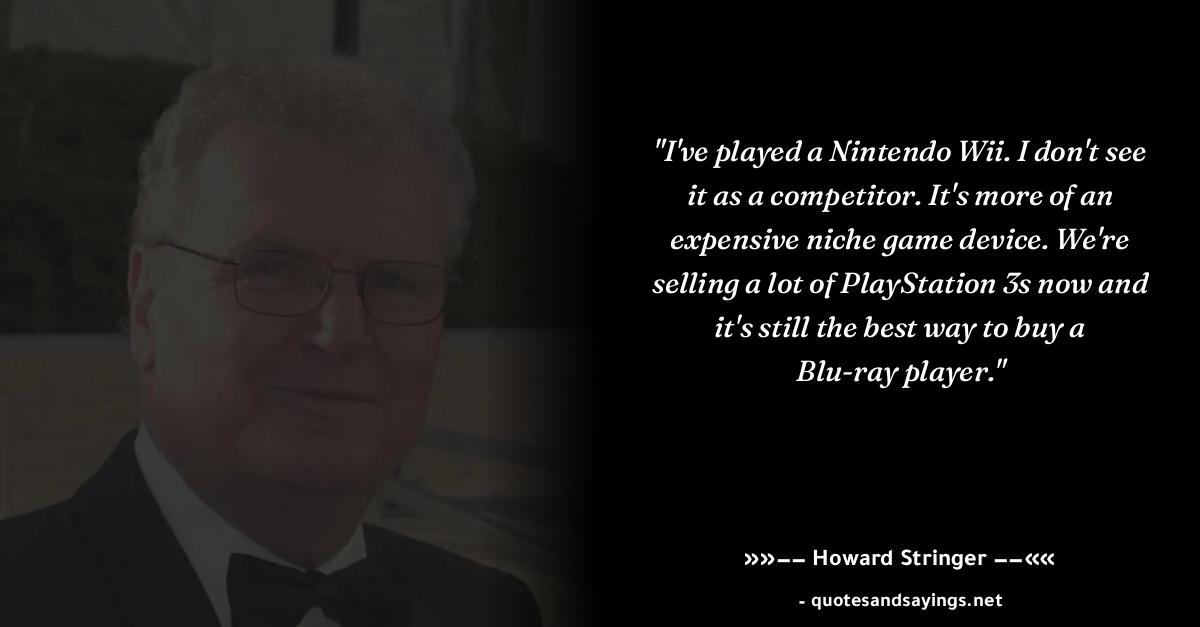 "I've played a Nintendo Wii. I don't see
it as a competitor. It's more of an
expensive niche game device. We're
selling a lot of PlayStation 3s now and
it's still the best way to buy a
Blu-ray player."
»»−− Howard Stringer −−««
- quotesandsayings.net